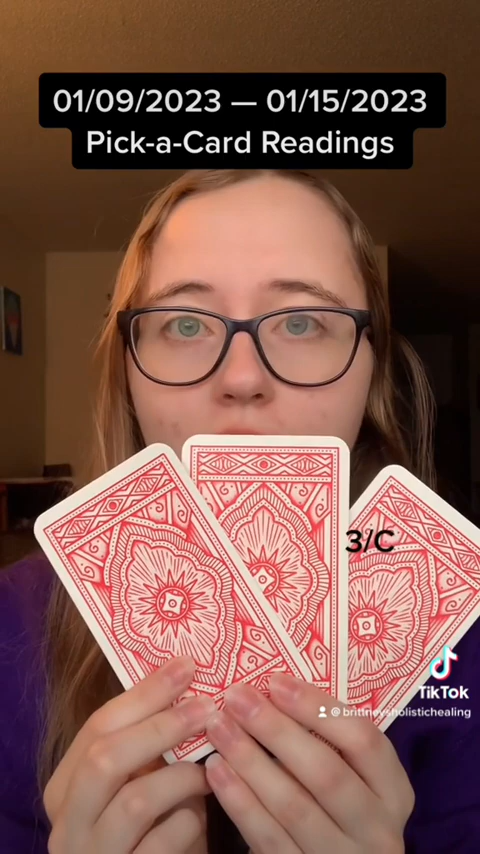 01/09/2023 — 01/15/2023
Pick-a-Card Readings
3/C
TikTok
@brittneysholistichealing